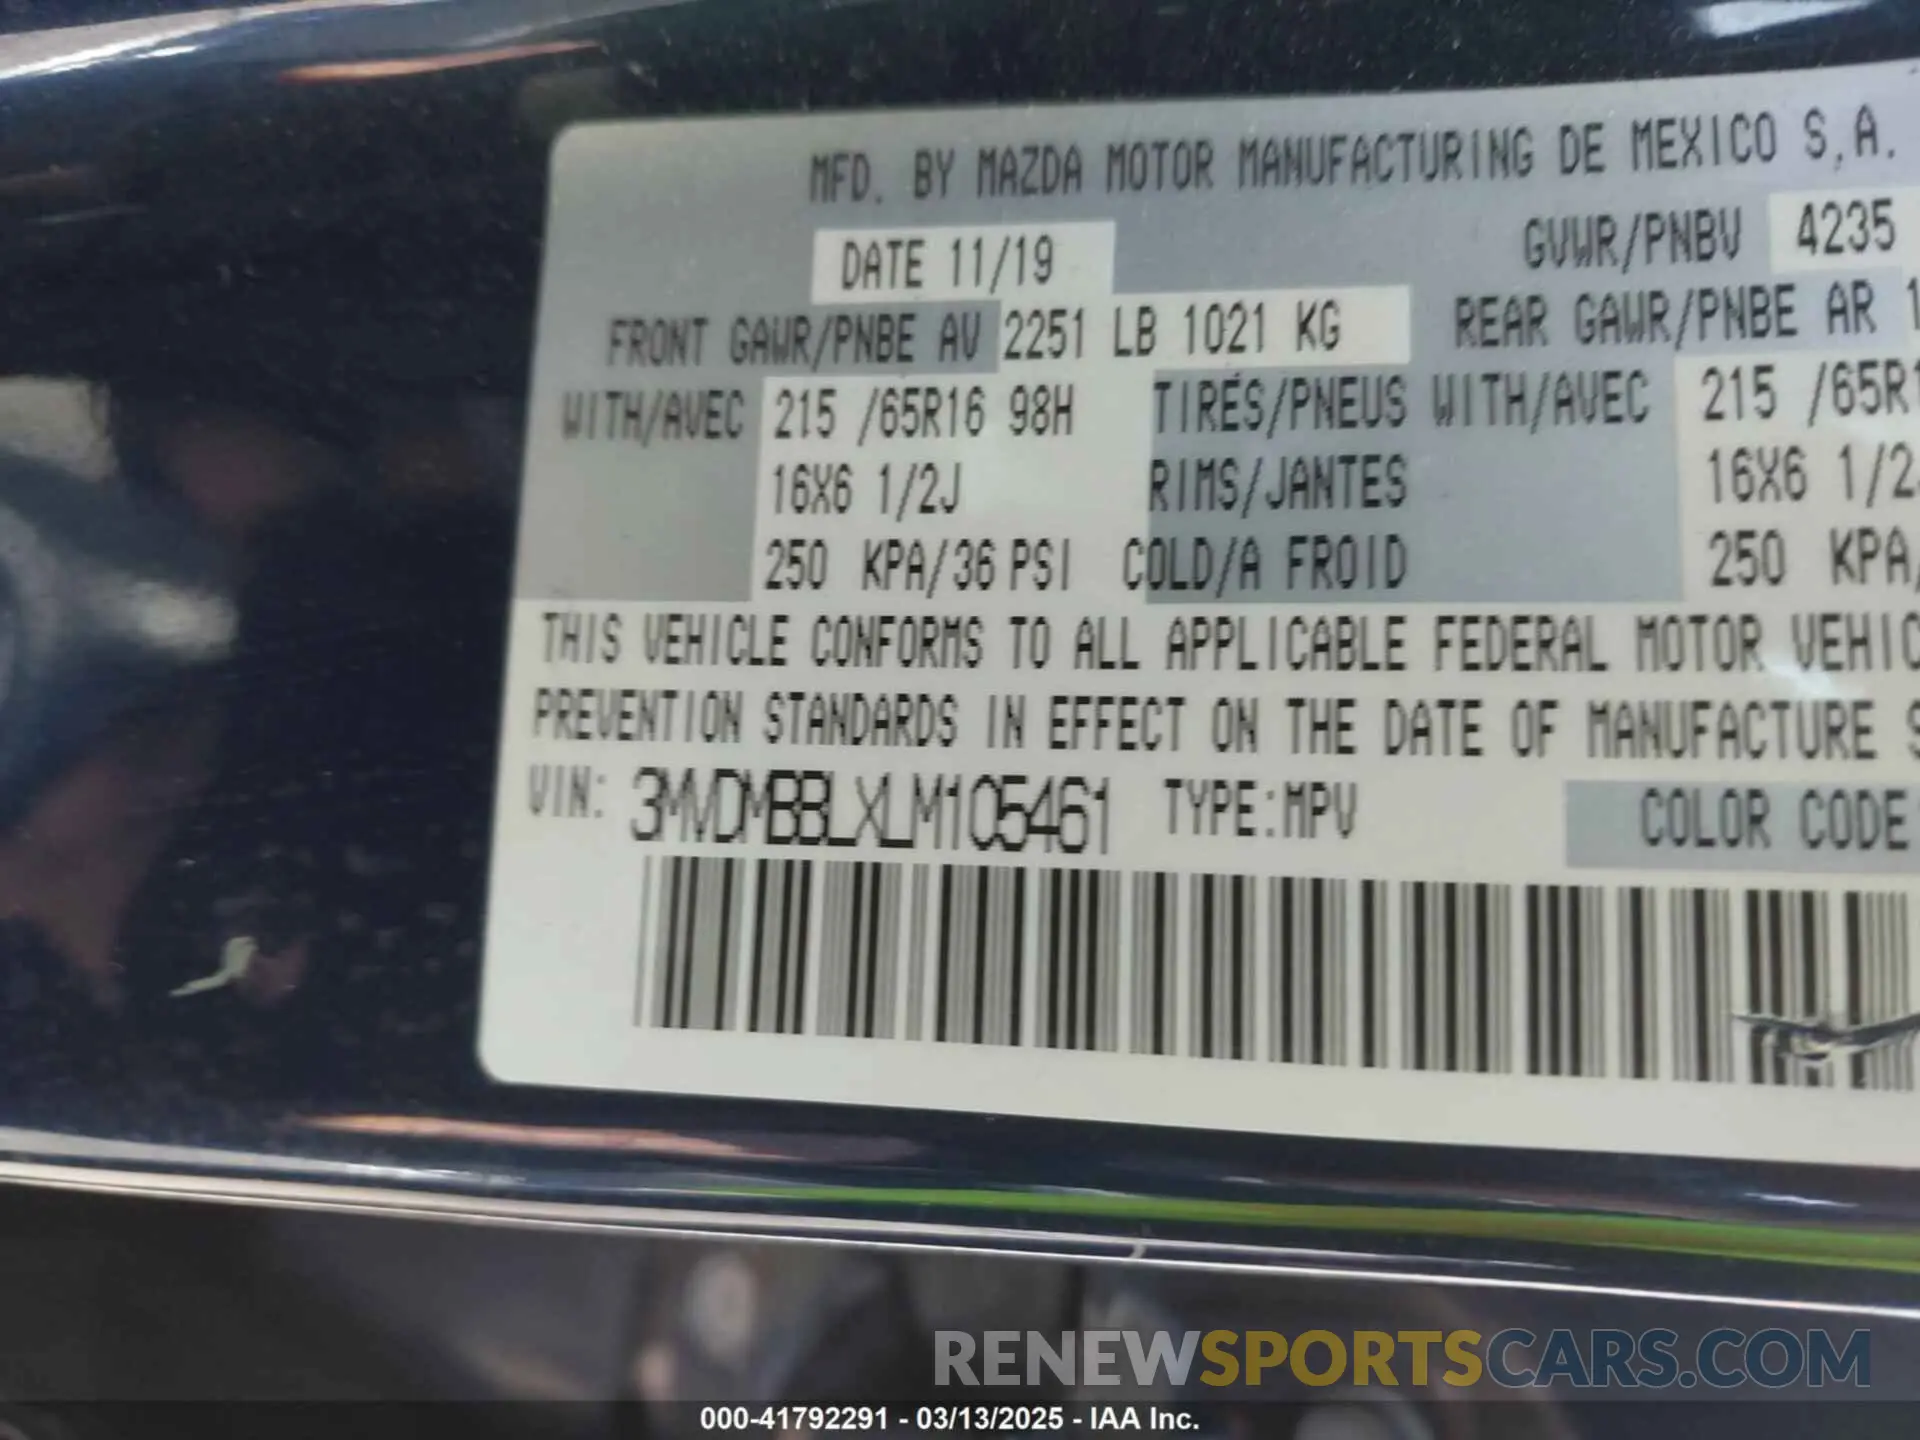 MFD. BY MAZDA MOTOR MANUFACTURING DE MEXICO S.A.
DATE 11/19 GVWR/PNBV 4235
FRONT GAWR/PNBE AV 2251 LB 1021 KG REAR GAWR/PNBE AR 1
WITH/AVEC 215 /65R16 98H TIRES/PNEUS WITH/AVEC 215 /65R1
16X6 1/2J RIMS/JANTES 16X6 1/2J
250 KPA/36 PSI COLD/A FROID 250 KPA/
THIS VEHICLE CONFORMS TO ALL APPLICABLE FEDERAL MOTOR VEHIC
PREVENTION STANDARDS IN EFFECT ON THE DATE OF MANUFACTURE S
VIN: 3MVDMBBLXLM105461 TYPE:MPV COLOR CODE
RENEWSPORTSCARS.COM
000-41792291 - 03/13/2025 - IAA Inc.